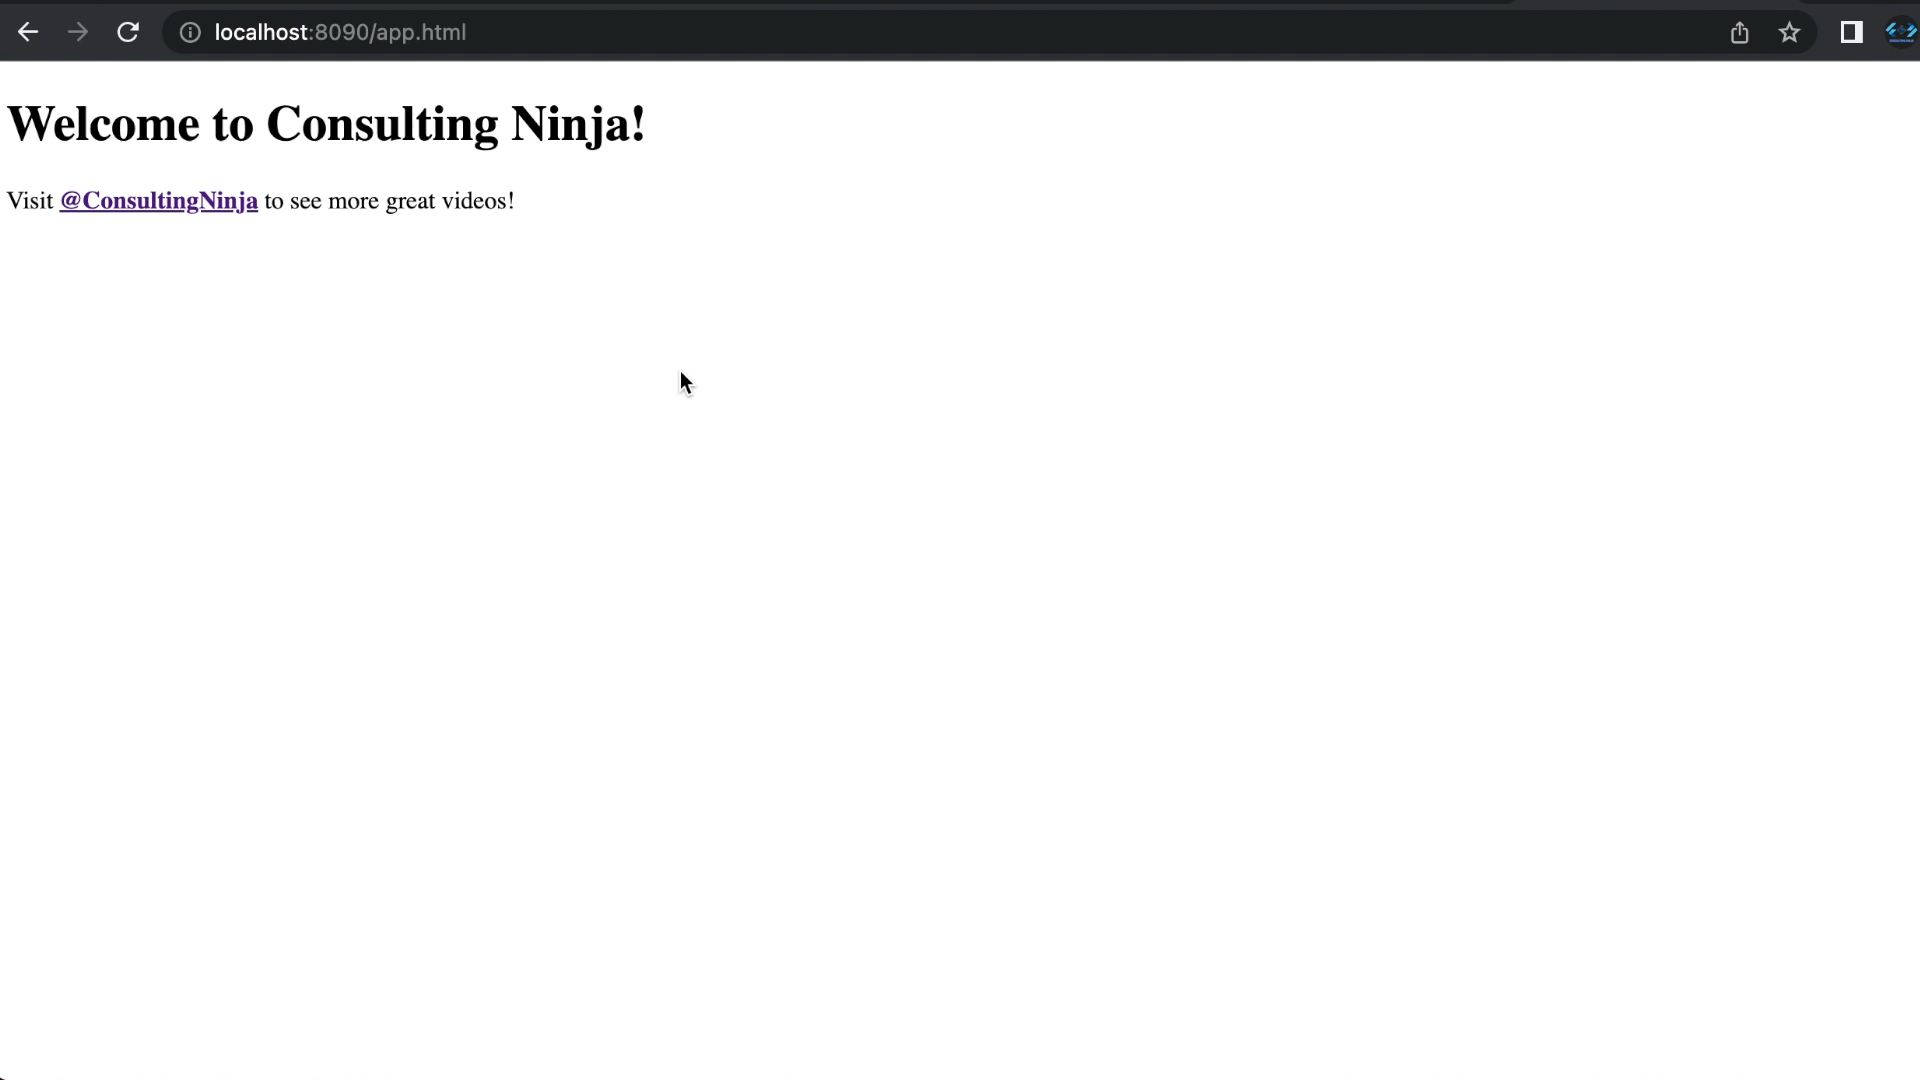 localhost:8090/app.html
Welcome to Consulting Ninja!
Visit @ConsultingNinja to see more great videos!